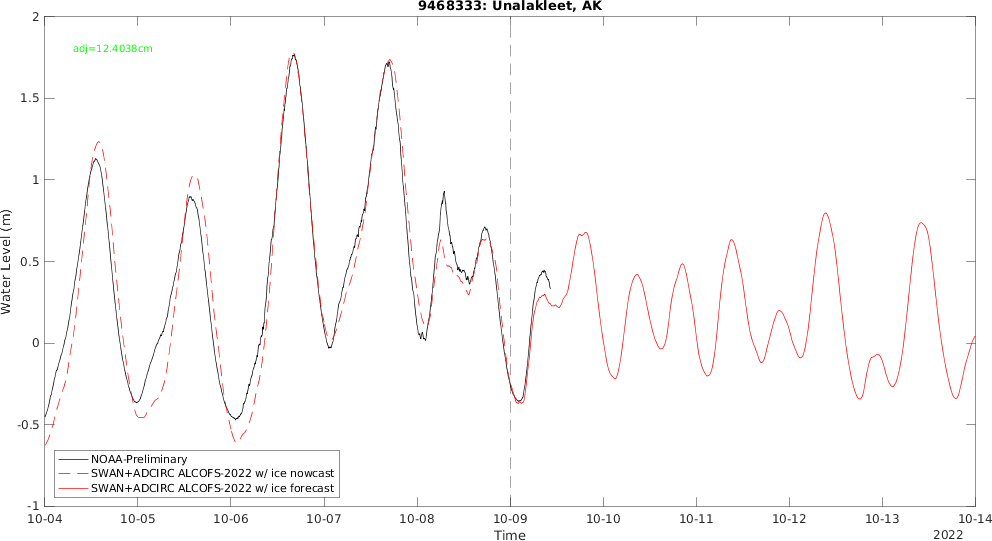 9468333: Unalakleet, AK
adj=12.4038cm
Water Level (m)
2
1.5
1
0.5
0
-0.5
-1
NOAA-Preliminary
SWAN+ADCIRC ALCOFS-2022 w/ ice nowcast
SWAN+ADCIRC ALCOFS-2022 w/ ice forecast
10-04 10-05 10-06 10-07 10-08 10-09 10-10 10-11 10-12 10-13 10-14
Time
2022